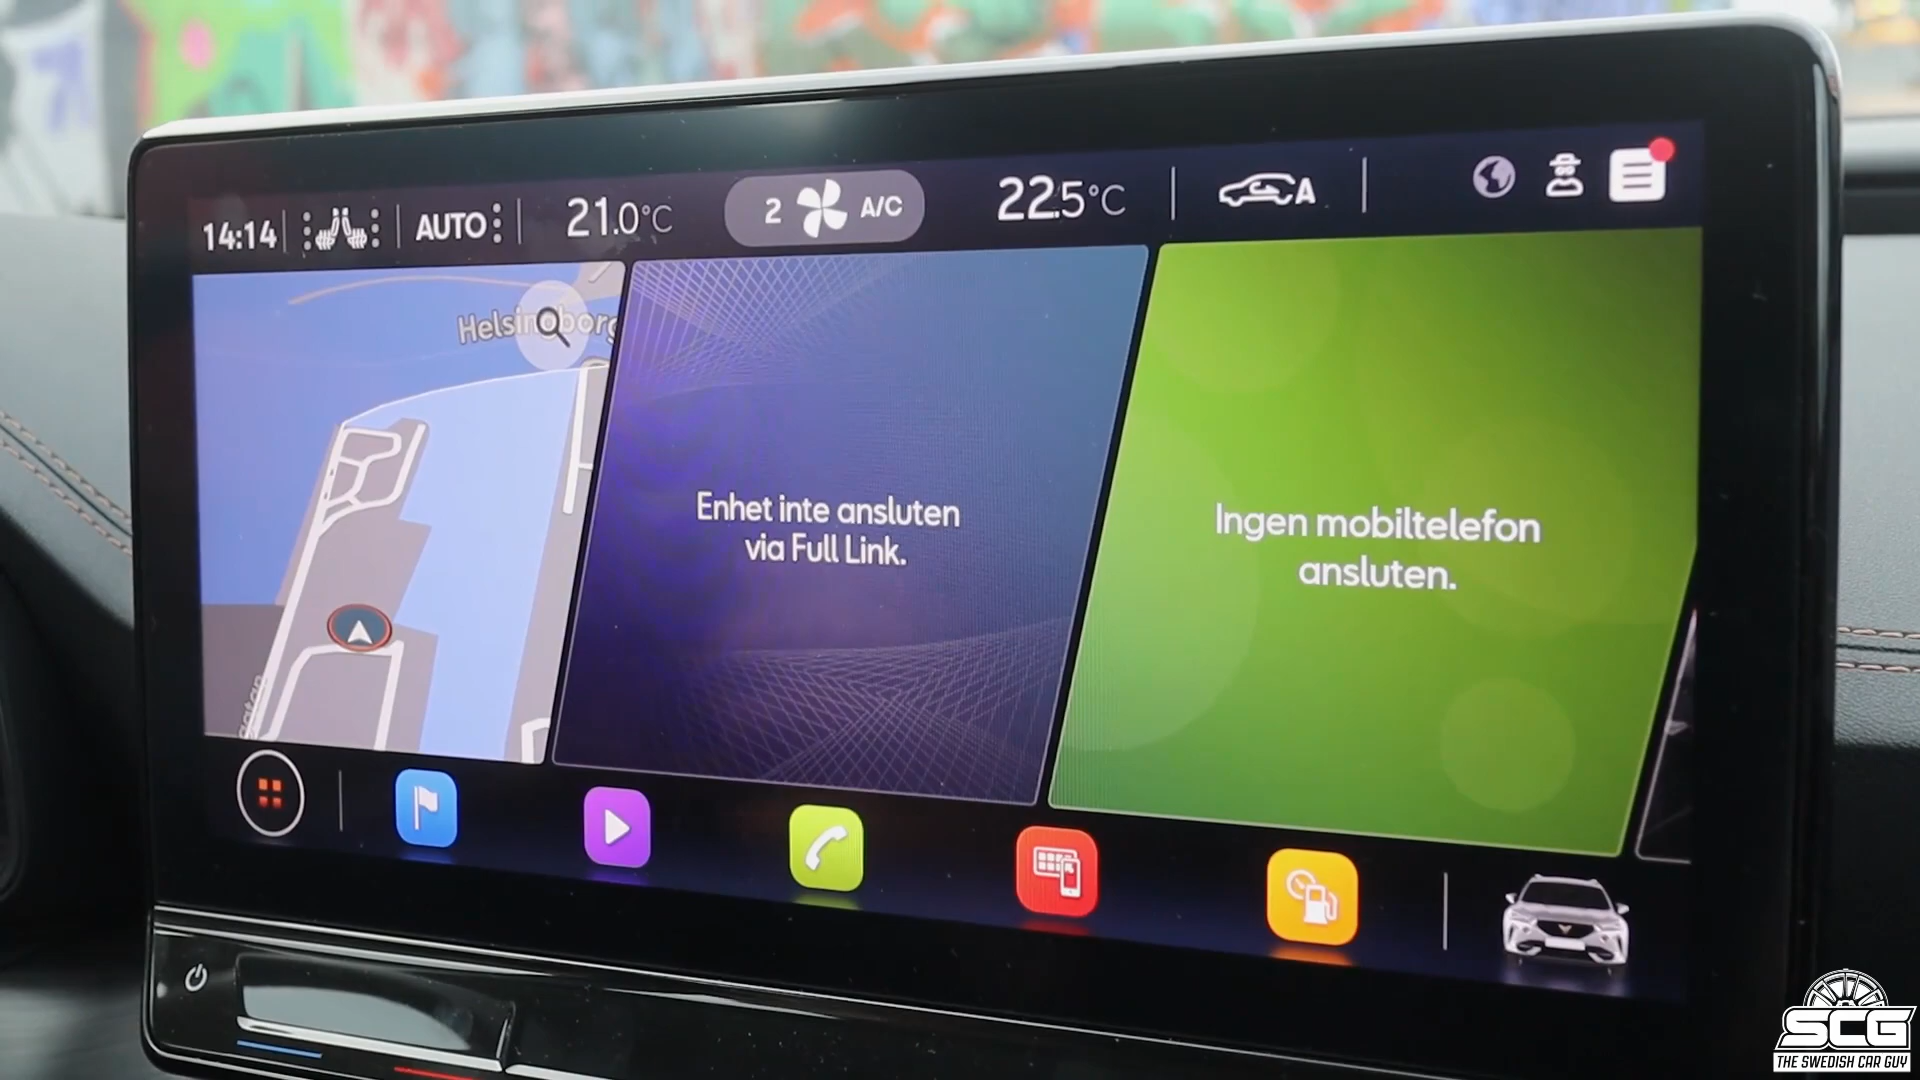 14:14
AUTO
21.0°C
2
A/C
22.5°C
A
Helsingborg
Enhet inte ansluten
via Full Link.
Ingen mobiltelefon
ansluten.
SCG
THE SWEDISH CAR GUY